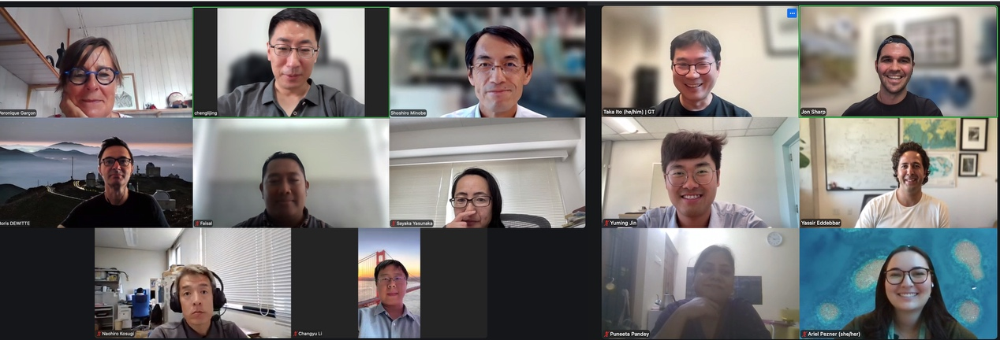 Veronique Garçon
chenglijing
Shoshiro Minobe
Taka Ito (he/him) | GT
Jon Sharp
Boris DEWITTE
Faisal
Sayaka Yasunaka
Yuming Jin
Yassir Eddebbar
Naohiro Kosugi
Changyu Li
Puneeta Pandey
Ariel Pezner (she/her)